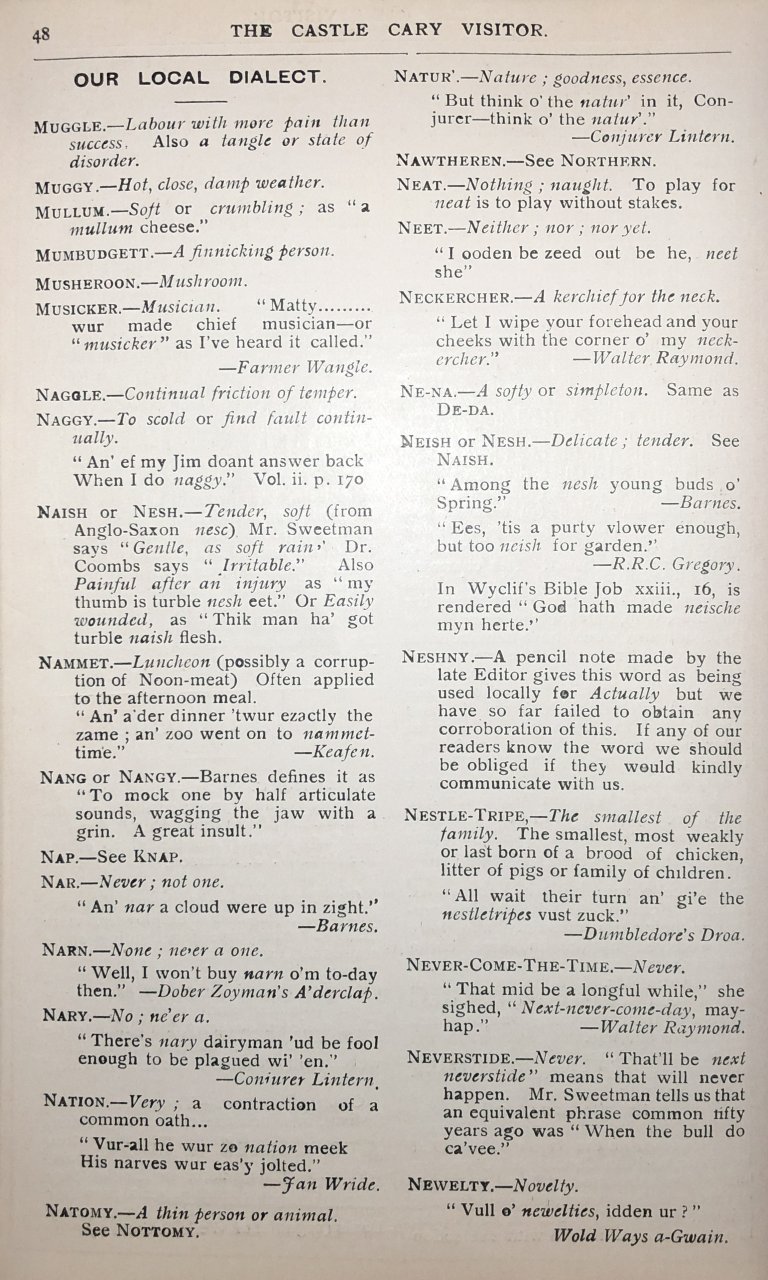 48
THE CASTLE CARY VISITOR.
OUR LOCAL DIALECT.
MUGGLE.—Labour with more pain than
success. Also a tangle or state of
disorder.
MUGGY.—Hot, close, damp weather.
MULLUM.—Soft or crumbling; as "a
mullum cheese."
MUMBUDGETT.—A finnicking person.
MUSHEROON.—Mushroom.
MUSICKER.—Musician. "Matty.........
wur made chief musician—or
"musicker" as I've heard it called."
—Farmer Wangle.
NAGGLE.—Continual friction of temper.
NAGGY.—To scold or find fault contin-
ually.
"An' ef my Jim doant answer back
When I do naggy." Vol. ii. p. 170
NAISH OR NESH.—Tender, soft (from
Anglo-Saxon nesc) Mr. Sweetman
says "Gentle, as soft rain" Dr.
Coombs says "Irritable." Also
Painful after an injury as "my
thumb is turble nesh eet." Or Easily
wounded, as "Thik man ha' got
turble naish flesh.
NAMMET.—Luncheon (possibly a corrup-
tion of Noon-meat) Often applied
to the afternoon meal.
"An' a'der dinner 'twur ezactly the
zame; an' zoo went on to nammet-
time." —Keafen.
NANG or NANGY.—Barnes defines it as
"To mock one by half articulate
sounds, wagging the jaw with a
grin. A great insult."
NAP.—See KNAP.
NAR.—Never; not one.
"An' nar a cloud were up in zight."
—Barnes.
NARN.—None; never a one.
"Well, I won't buy narn o'm to-day
then." —Dober Zoyman's A'derclap.
NARY.—No; ne'er a.
"There's nary dairyman 'ud be fool
enough to be plagued wi' 'en."
—Conjurer Lintern.
NATION.—Very; a contraction of a
common oath...
"Vur-all he wur zo nation meek
His narves wur eas'y jolted."
—Jan Wride.
NATOMY.—A thin person or animal.
See NOTTOMY.
NATUR'.—Nature; goodness, essence.
"But think o' the natur' in it, Con-
jurer—think o' the natur'."
—Conjurer Lintern.
NAWTHEREN.—See NORTHERN.
NEAT.—Nothing; naught. To play for
neat is to play without stakes.
NEET.—Neither; nor; nor yet.
"I ooden be zeed out be he, neet
she"
NECKERCHER.—A kerchief for the neck.
"Let I wipe your forehead and your
cheeks with the corner o' my neck-
ercher." —Walter Raymond.
NE-NA.—A softy or simpleton. Same as
DE-DA.
NEISH or NESH.—Delicate; tender. See
NAISH.
"Among the nesh young buds o'
Spring." —Barnes.
"Ees, 'tis a purty vlower enough,
but too neish for garden."
—R.R.C. Gregory.
In Wyclif's Bible Job xxiii., 16, is
rendered "God hath made neische
myn herte."
NESHNY.—A pencil note made by the
late Editor gives this word as being
used locally for Actually but we
have so far failed to obtain any
corroboration of this. If any of our
readers know the word we should
be obliged if they would kindly
communicate with us.
NESTLE-TRIPE,—The smallest of the
family. The smallest, most weakly
or last born of a brood of chicken,
litter of pigs or family of children.
"All wait their turn an' gi'e the
nestletripes vust zuck."
—Dumbledore's Droa.
NEVER-COME-THE-TIME.—Never.
"That mid be a longful while," she
sighed, "Next-never-come-day, may-
hap." —Walter Raymond.
NEVERSTIDE.—Never. "That'll be next
neverstide" means that will never
happen. Mr. Sweetman tells us that
an equivalent phrase common fifty
years ago was "When the bull do
ca'vee."
NEWELTY.—Novelty.
"Vull o' newelties, idden ur?"
Wold Ways a-Gwain.